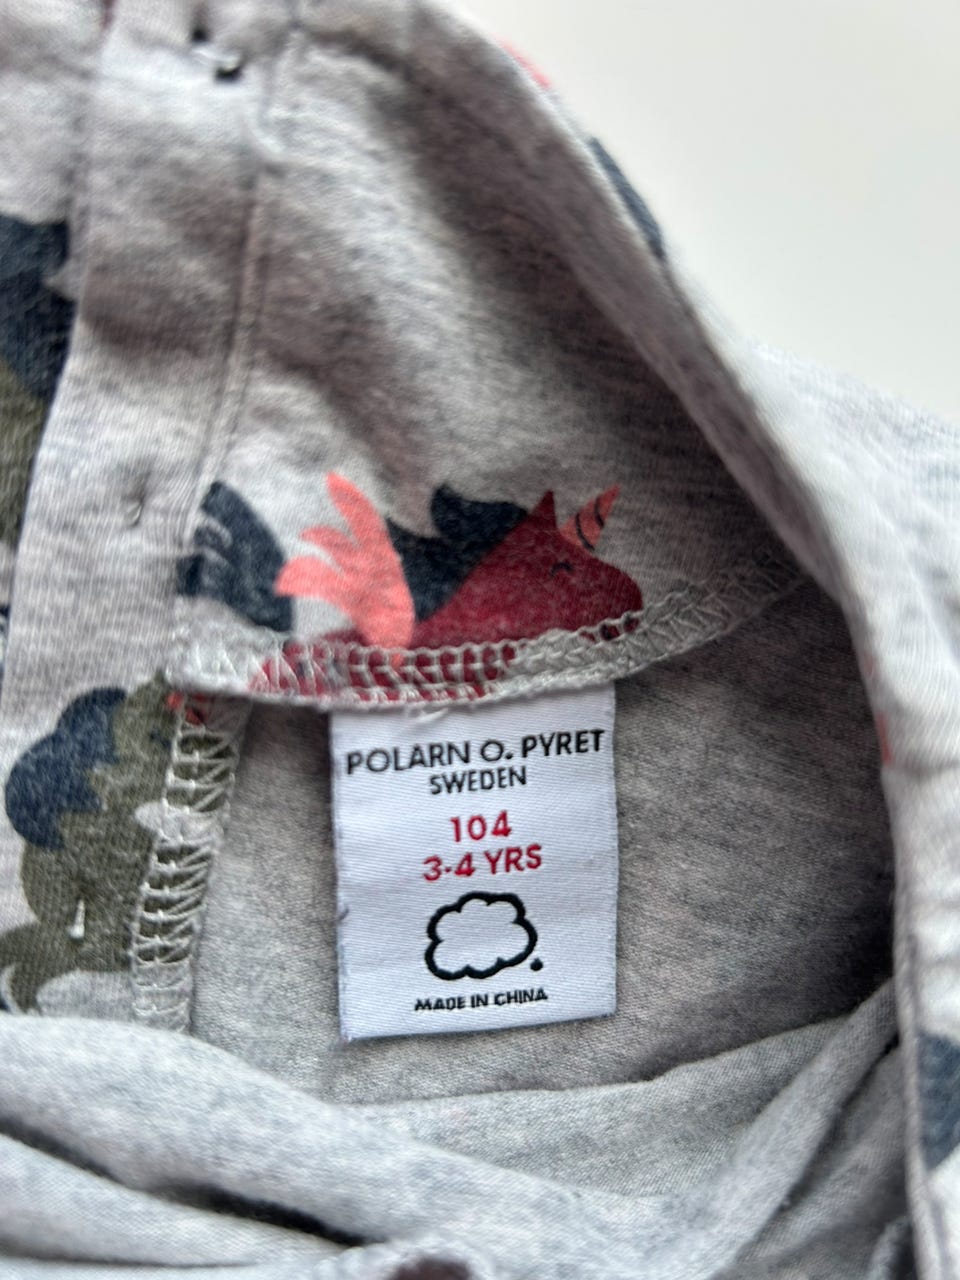 POLARN O. PYRET
SWEDEN
104
3-4 YRS
MADE IN CHINA